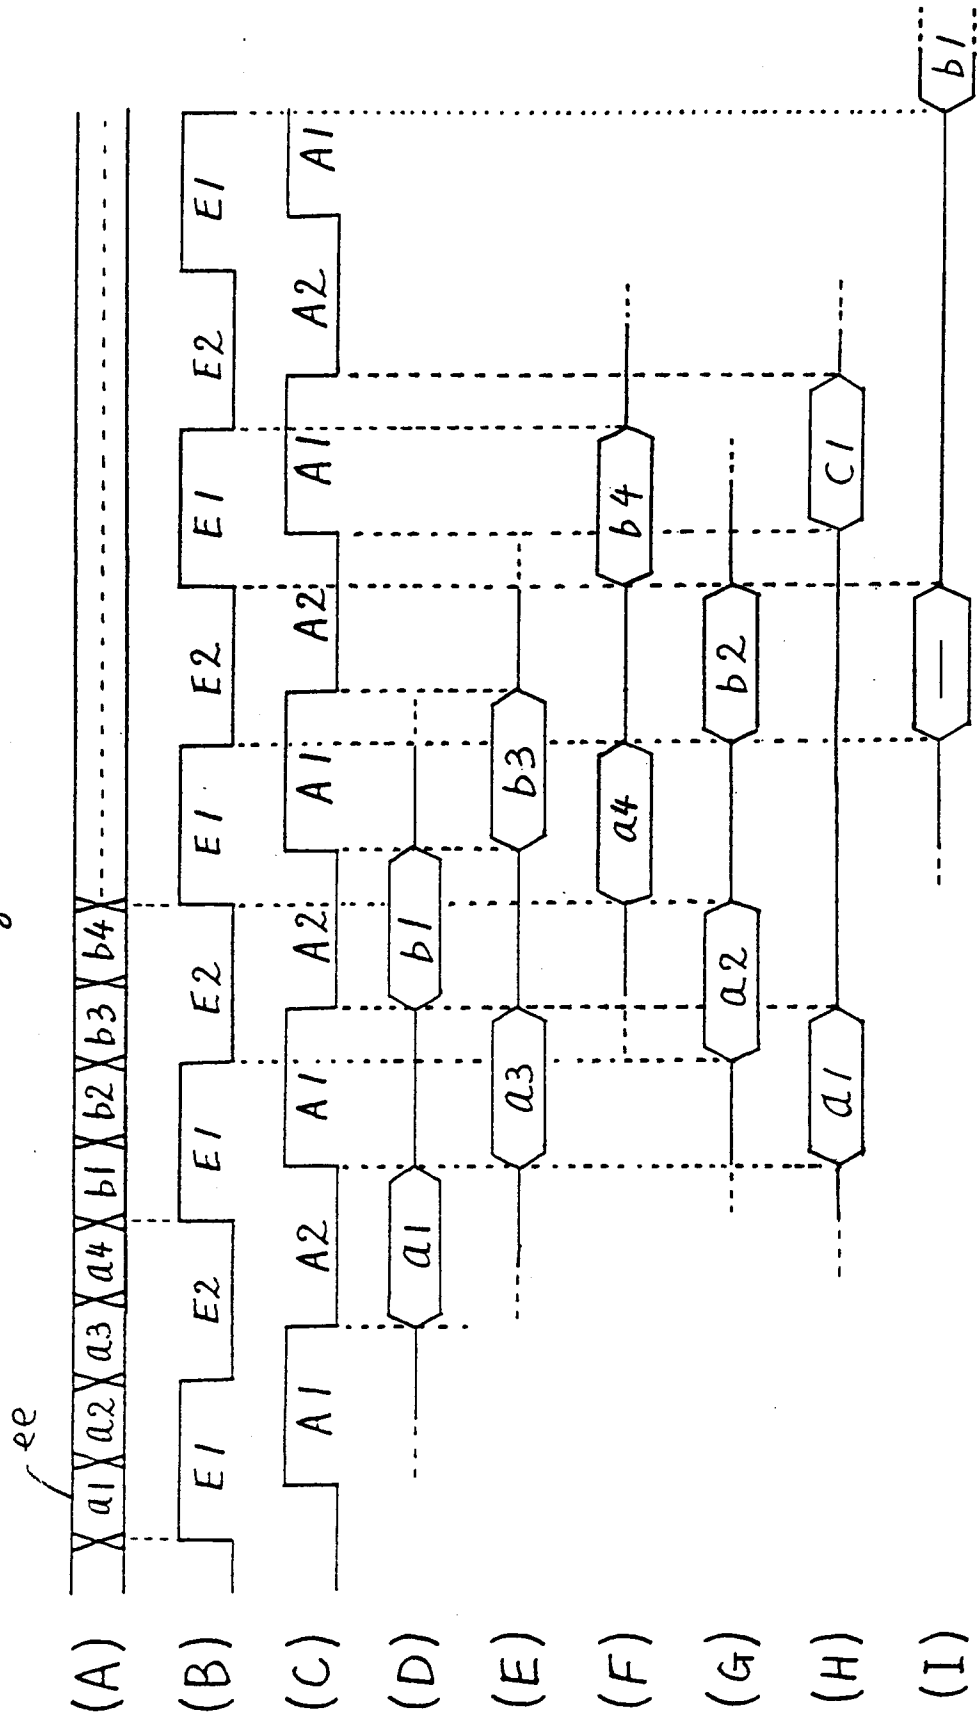 ee
(A) a1 a2 a3 a4 b1 b2 b3 b4
(B) E1 E2 E1 E2 E1 E2 E1 E2 E1
(C) A1 A2 A1 A2 A1 A2 A1 A2 A1
(D) a1 b1
(E) a3 b3
(F) a4 b4
(G) a2 b2
(H) a1 C1
(I) — b1